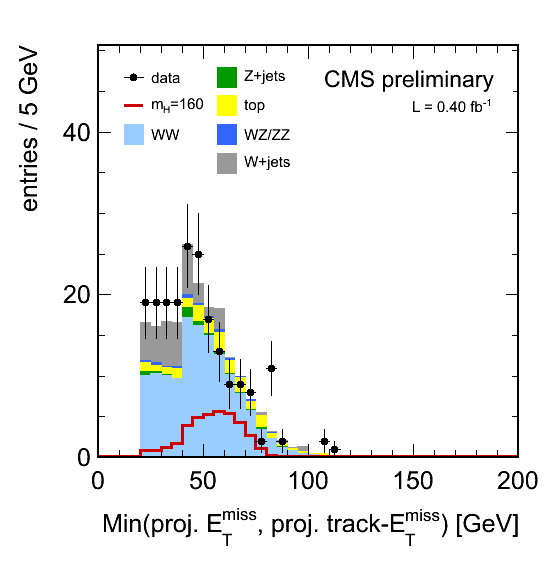 entries / 5 GeV
CMS preliminary
L = 0.40 fb⁻¹
data
m_H=160
WW
Z+jets
top
WZ/ZZ
W+jets
40
20
0
0 50 100 150 200
Min(proj. E_T^miss, proj. track-E_T^miss) [GeV]